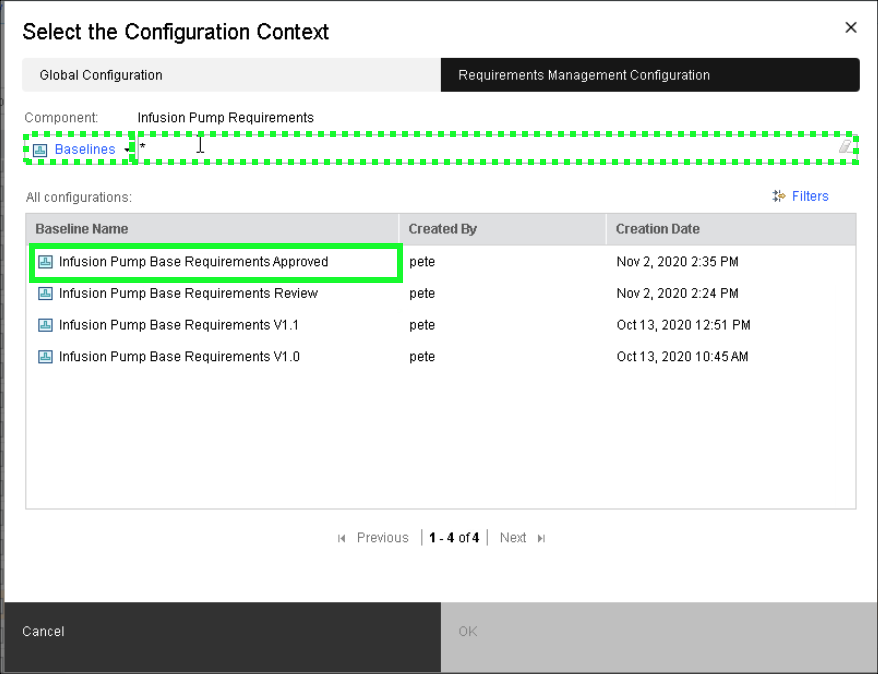 Select the Configuration Context
Global Configuration Requirements Management Configuration
Component: Infusion Pump Requirements
Baselines *
All configurations: Filters
Baseline Name Created By Creation Date
Infusion Pump Base Requirements Approved pete Nov 2, 2020 2:35 PM
Infusion Pump Base Requirements Review pete Nov 2, 2020 2:24 PM
Infusion Pump Base Requirements V1.1 pete Oct 13, 2020 12:51 PM
Infusion Pump Base Requirements V1.0 pete Oct 13, 2020 10:45 AM
Previous 1 - 4 of 4 Next
Cancel OK